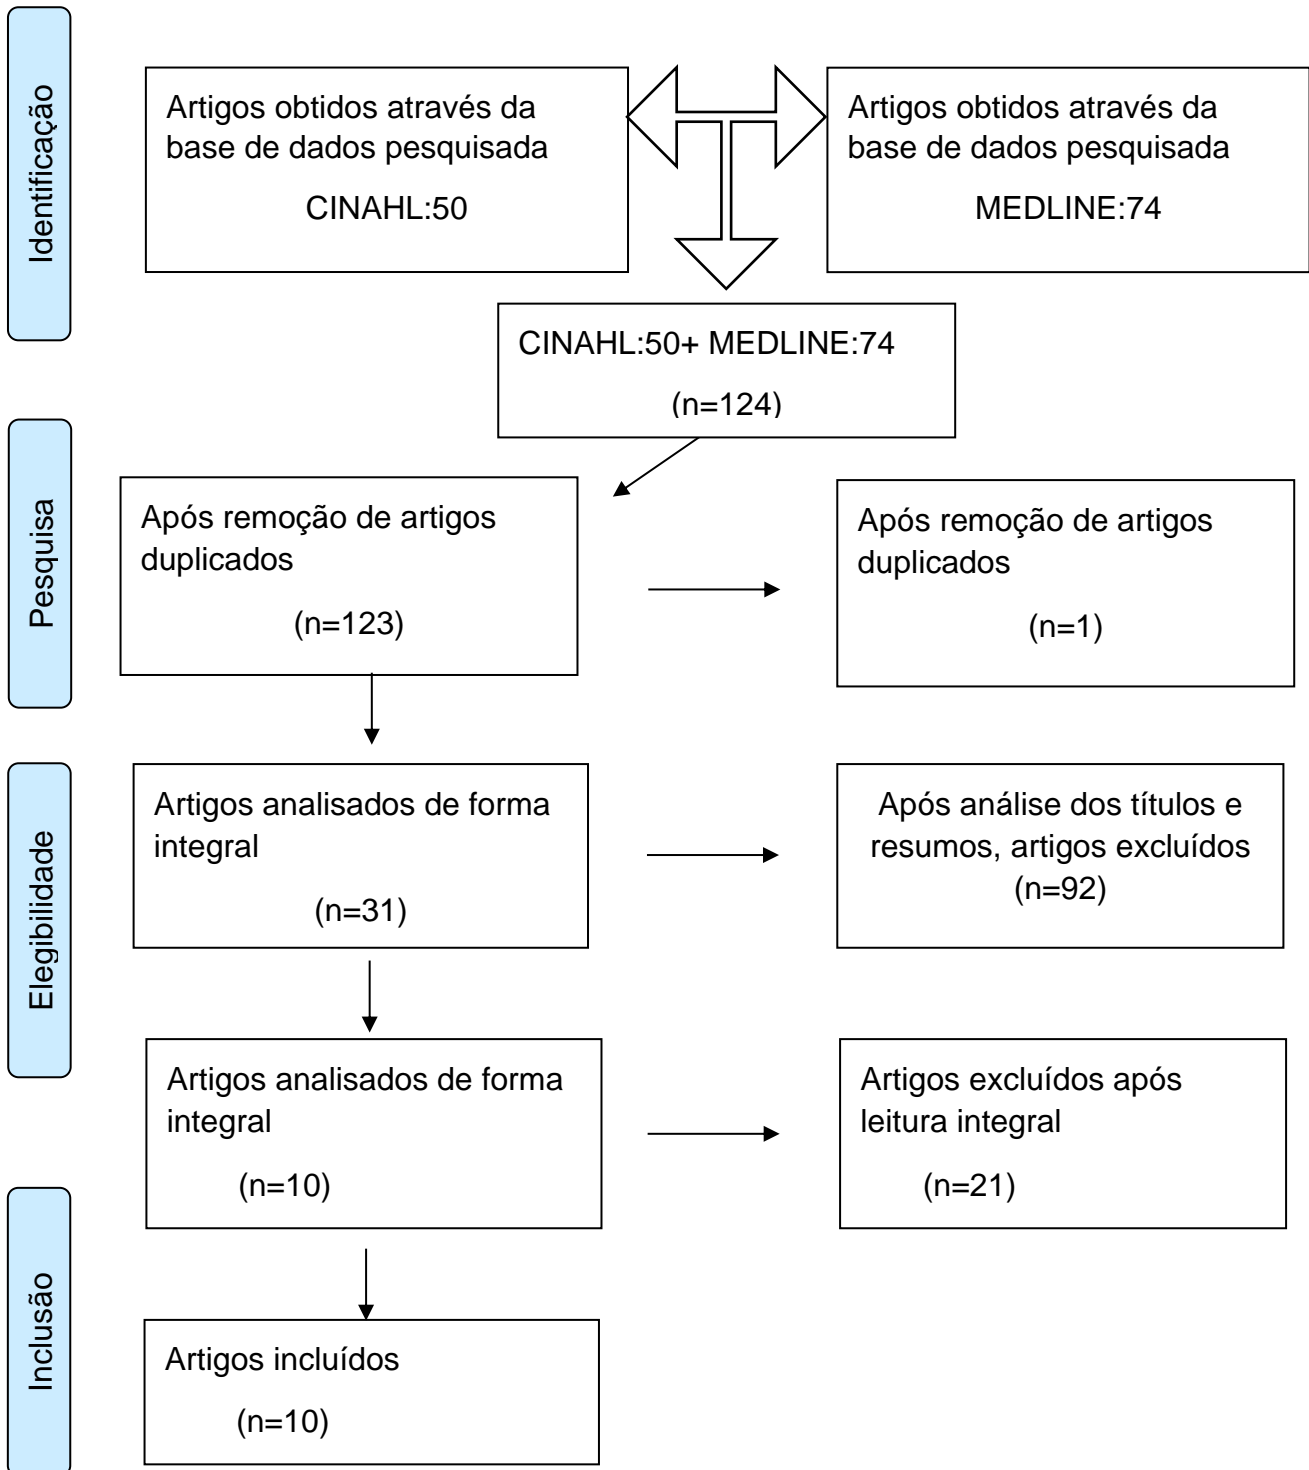 Identificação
Artigos obtidos através da
base de dados pesquisada
CINAHL:50
Artigos obtidos através da
base de dados pesquisada
MEDLINE:74
CINAHL:50+ MEDLINE:74
(n=124)
Pesquisa
Após remoção de artigos
duplicados
(n=123)
Após remoção de artigos
duplicados
(n=1)
Elegibilidade
Artigos analisados de forma
integral
(n=31)
Após análise dos títulos e
resumos, artigos excluídos
(n=92)
Artigos analisados de forma
integral
(n=10)
Artigos excluídos após
leitura integral
(n=21)
Inclusão
Artigos incluídos
(n=10)